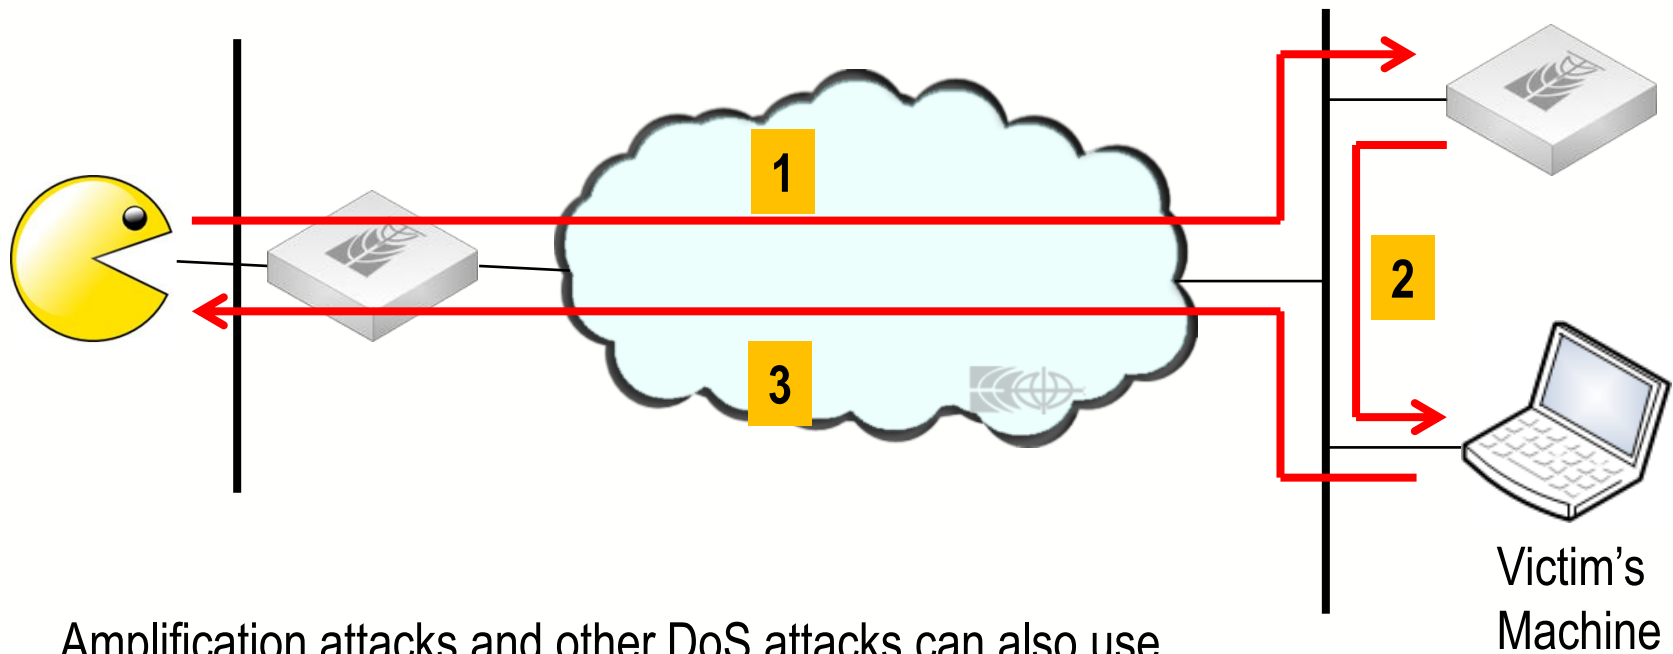 1
2
3
Victim’s
Machine
Amplification attacks and other DoS attacks can also use